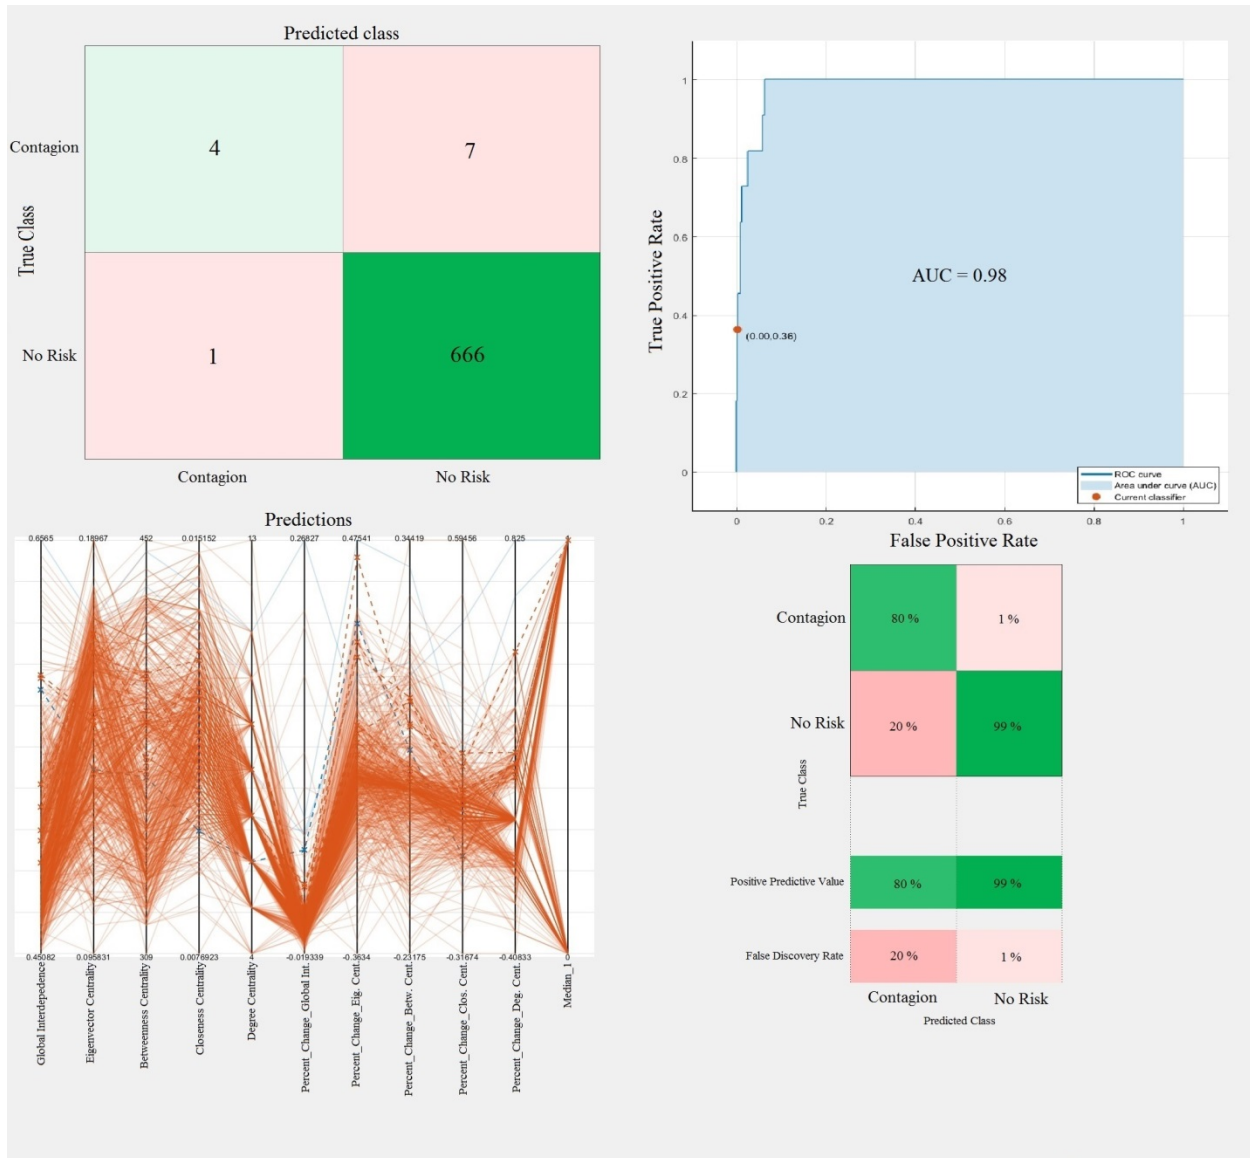 Predicted class
Contagion
4
7
True Class
No Risk
1
666
Contagion
No Risk
1
0.8
0.6
0.4
0.2
0
True Positive Rate
AUC = 0.98
(0.00,0.36)
ROC curve
Area under curve (AUC)
Current classifier
0
0.2
0.4
0.6
0.8
1
False Positive Rate
Predictions
0.6565
0.18967
452
0.015152
13
0.26827
0.47541
0.34419
0.59456
0.825
1
0.45082
0.095831
309
0.0076923
4
-0.019339
-0.3634
-0.23175
-0.31674
-0.40833
0
Global Interdepedence
Eigenvector Centrality
Betweenness Centrality
Closeness Centrality
Degree Centrality
Percent_Change_Global Int.
Percent_Change_Eig. Cent.
Percent_Change_Betw. Cent.
Percent_Change_Clos. Cent.
Percent_Change_Deg. Cent.
Median_1
Contagion
80 %
1 %
No Risk
20 %
99 %
True Class
Positive Predictive Value
80 %
99 %
False Discovery Rate
20 %
1 %
Contagion
No Risk
Predicted Class